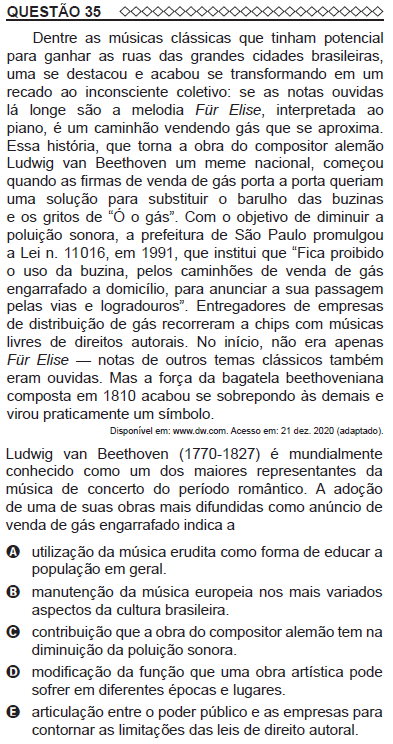 QUESTÃO 35
Dentre as músicas clássicas que tinham potencial
para ganhar as ruas das grandes cidades brasileiras,
uma se destacou e acabou se transformando em um
recado ao inconsciente coletivo: se as notas ouvidas
lá longe são a melodia Für Elise, interpretada ao
piano, é um caminhão vendendo gás que se aproxima.
Essa história, que torna a obra do compositor alemão
Ludwig van Beethoven um meme nacional, começou
quando as firmas de venda de gás porta a porta queriam
uma solução para substituir o barulho das buzinas
e os gritos de “Ó o gás”. Com o objetivo de diminuir a
poluição sonora, a prefeitura de São Paulo promulgou
a Lei n. 11016, em 1991, que institui que “Fica proibido
o uso da buzina, pelos caminhões de venda de gás
engarrafado a domicílio, para anunciar a sua passagem
pelas vias e logradouros”. Entregadores de empresas
de distribuição de gás recorreram a chips com músicas
livres de direitos autorais. No início, não era apenas
Für Elise — notas de outros temas clássicos também
eram ouvidas. Mas a força da bagatela beethoveniana
composta em 1810 acabou se sobrepondo às demais e
virou praticamente um símbolo.
Disponível em: www.dw.com. Acesso em: 21 dez. 2020 (adaptado).
Ludwig van Beethoven (1770-1827) é mundialmente
conhecido como um dos maiores representantes da
música de concerto do período romântico. A adoção
de uma de suas obras mais difundidas como anúncio de
venda de gás engarrafado indica a
A utilização da música erudita como forma de educar a
população em geral.
B manutenção da música europeia nos mais variados
aspectos da cultura brasileira.
C contribuição que a obra do compositor alemão tem na
diminuição da poluição sonora.
D modificação da função que uma obra artística pode
sofrer em diferentes épocas e lugares.
E articulação entre o poder público e as empresas para
contornar as limitações das leis de direito autoral.